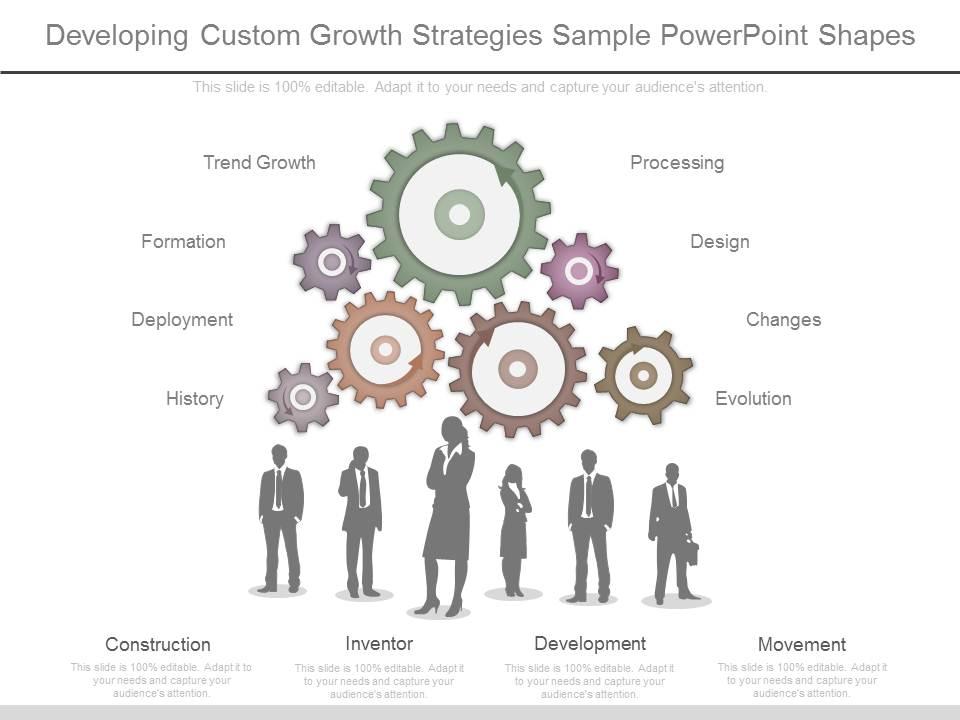 Developing Custom Growth Strategies Sample PowerPoint Shapes
This slide is 100% editable. Adapt it to your needs and capture your audience's attention.
Trend Growth
Processing
Formation
Design
Deployment
Changes
History
Evolution
Construction
This slide is 100% editable. Adapt it to
your needs and capture your
audience's attention.
Inventor
This slide is 100% editable. Adapt it
to your needs and capture your
audience's attention.
Development
This slide is 100% editable. Adapt it
to your needs and capture your
audience's attention.
Movement
This slide is 100% editable. Adapt it
to your needs and capture your
audience's attention.